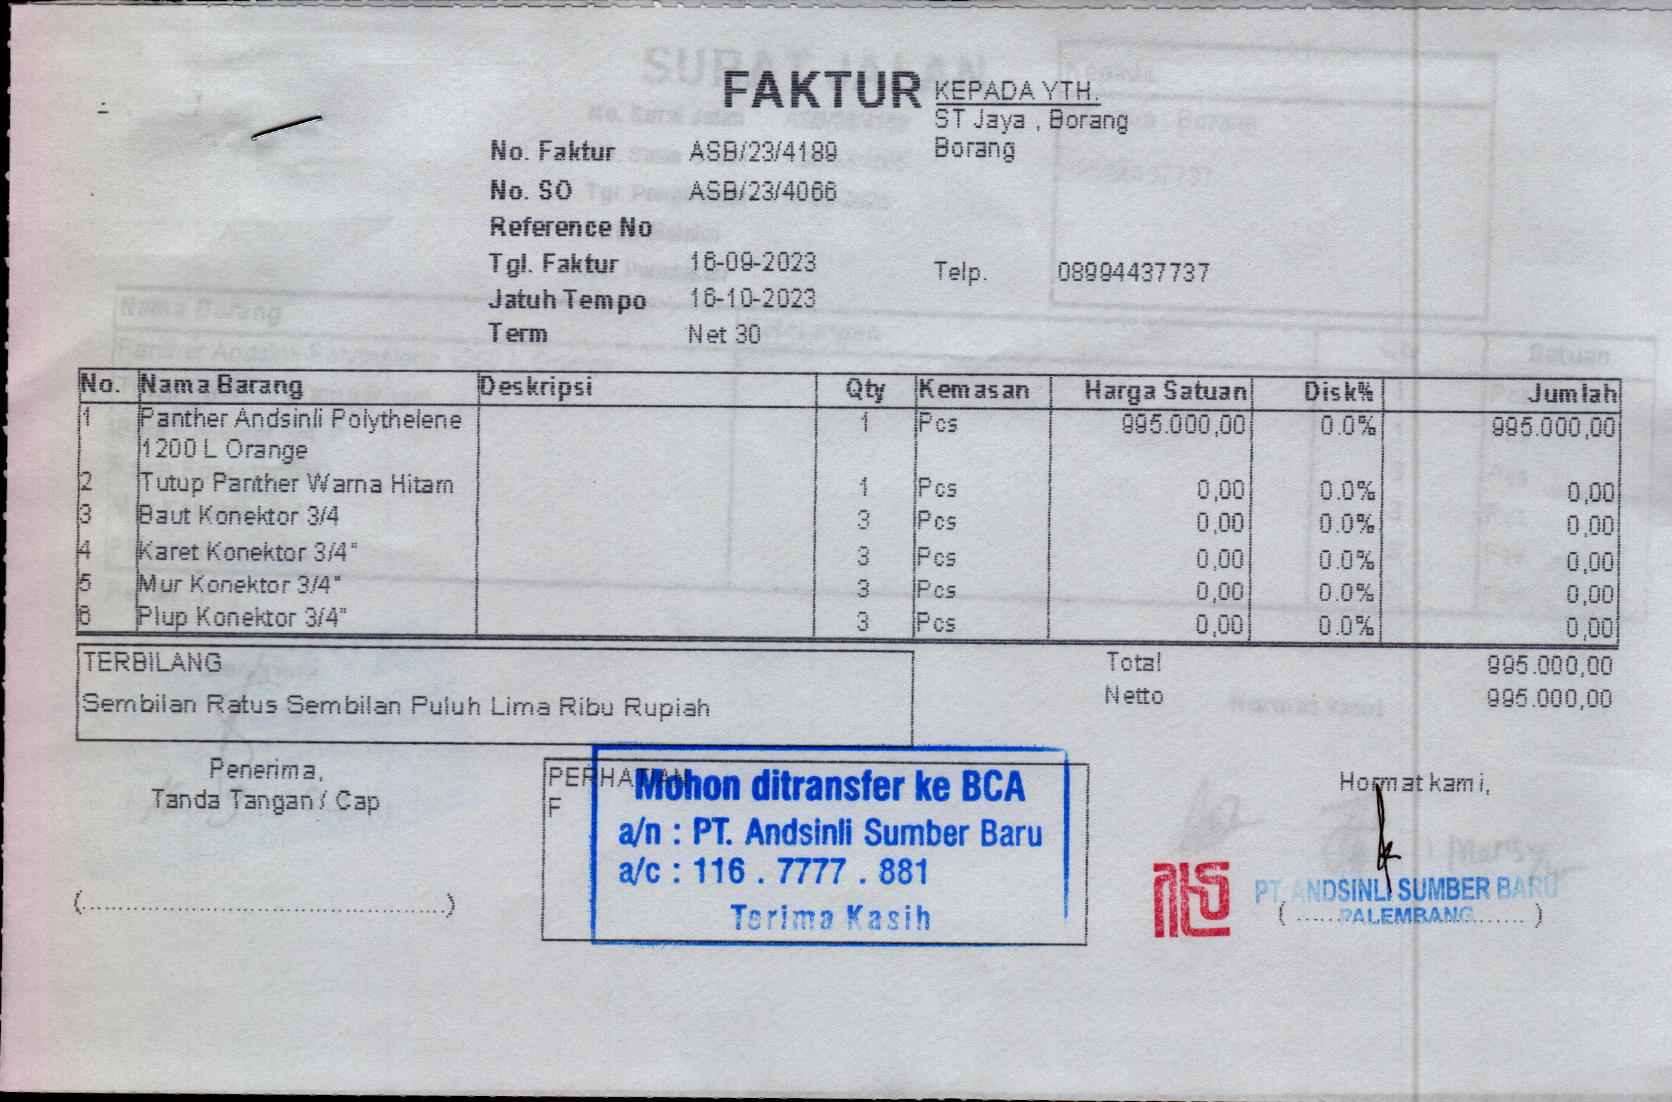 FAKTUR
KEPADA YTH.
ST Jaya , Borang
Borang
No. Faktur ASB/23/4189
No. SO ASB/23/4066
Reference No
Tgl. Faktur 16-09-2023
Jatuh Tempo 16-10-2023
Term Net 30
Telp. 08994437737
No. Nama Barang Deskripsi Qty Kemasan Harga Satuan Disk% Jumlah
1 Panther Andsinli Polythelene 1 Pcs 995.000,00 0.0% 995.000,00
1200 L Orange
2 Tutup Panther Warna Hitam 1 Pcs 0,00 0.0% 0,00
3 Baut Konektor 3/4 3 Pcs 0,00 0.0% 0,00
4 Karet Konektor 3/4" 3 Pcs 0,00 0.0% 0,00
5 Mur Konektor 3/4" 3 Pcs 0,00 0.0% 0,00
6 Plup Konektor 3/4" 3 Pcs 0,00 0.0% 0,00
TERBILANG
Sembilan Ratus Sembilan Puluh Lima Ribu Rupiah
Total 995.000,00
Netto 995.000,00
Penerima,
Tanda Tangan / Cap
(............................................)
PERHATIAN
F
Mohon ditransfer ke BCA
a/n : PT. Andsinli Sumber Baru
a/c : 116 . 7777 . 881
Terima Kasih
Hormat kami,
PT. ANDSINLI SUMBER BARU
PALEMBANG